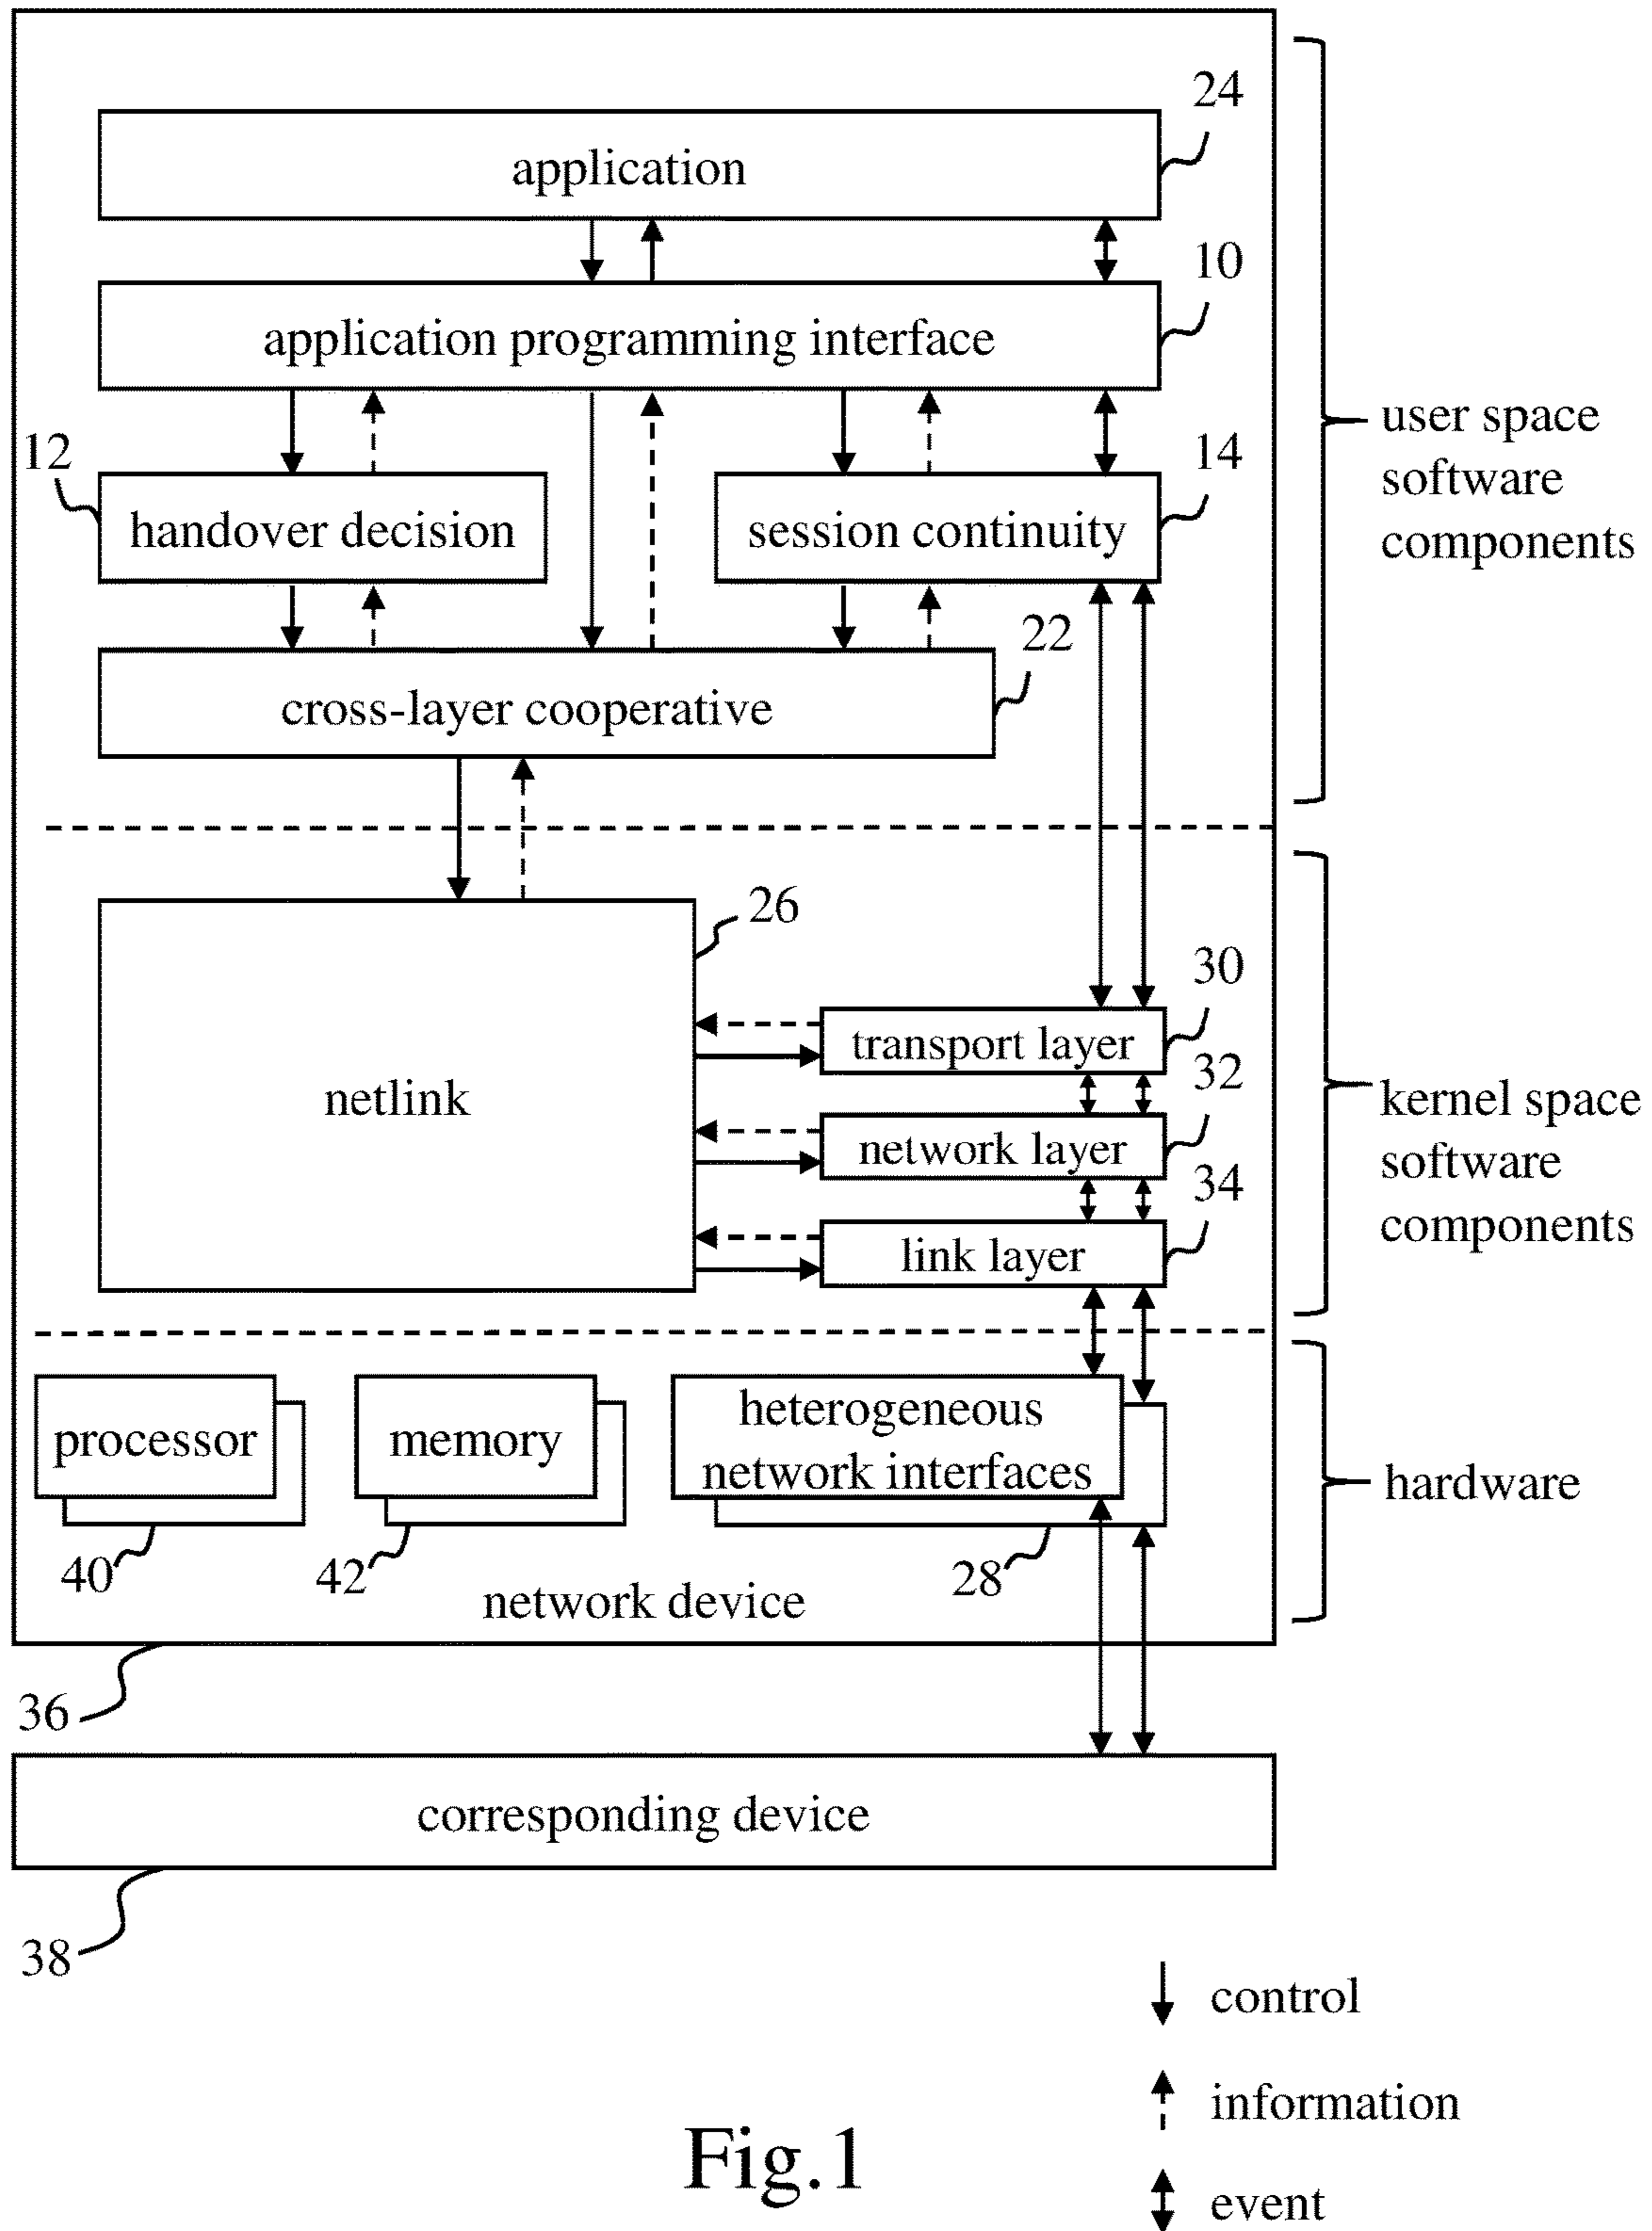 24
application
10
application programming interface
user space
software
components
12
14
handover decision
session continuity
22
cross-layer cooperative
26
30
transport layer
netlink
32
network layer
kernel space
software
components
34
link layer
processor
memory
heterogeneous
network interfaces
hardware
40
42
28
network device
36
corresponding device
38
control
information
event
Fig.1